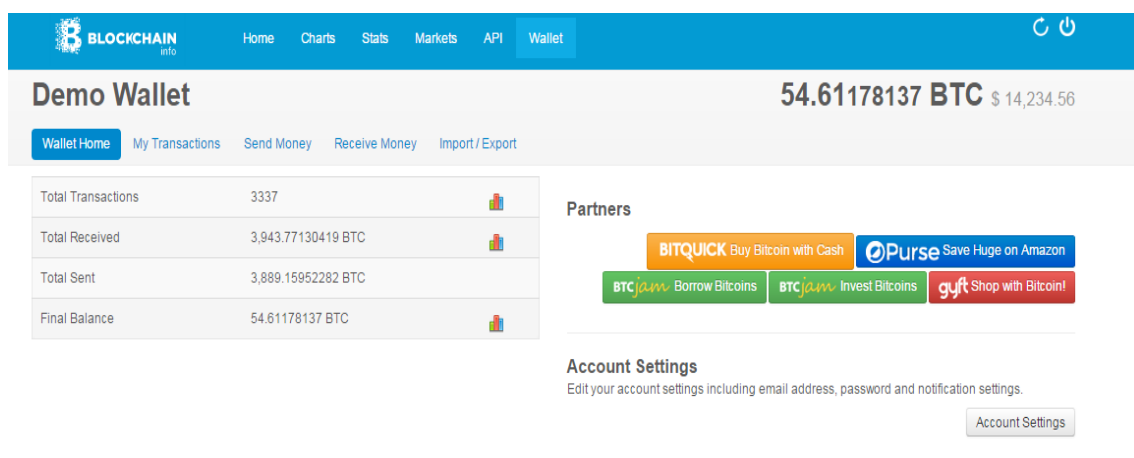 BLOCKCHAIN info Home Charts Stats Markets API Wallet
Demo Wallet
54.61178137 BTC $ 14,234.56
Wallet Home My Transactions Send Money Receive Money Import / Export
Total Transactions 3337
Total Received 3,943.77130419 BTC
Total Sent 3,889.15952282 BTC
Final Balance 54.61178137 BTC
Partners
BITQUICK Buy Bitcoin with Cash
Purse Save Huge on Amazon
BTCjam Borrow Bitcoins
BTCjam Invest Bitcoins
gyft Shop with Bitcoin!
Account Settings
Edit your account settings including email address, password and notification settings.
Account Settings